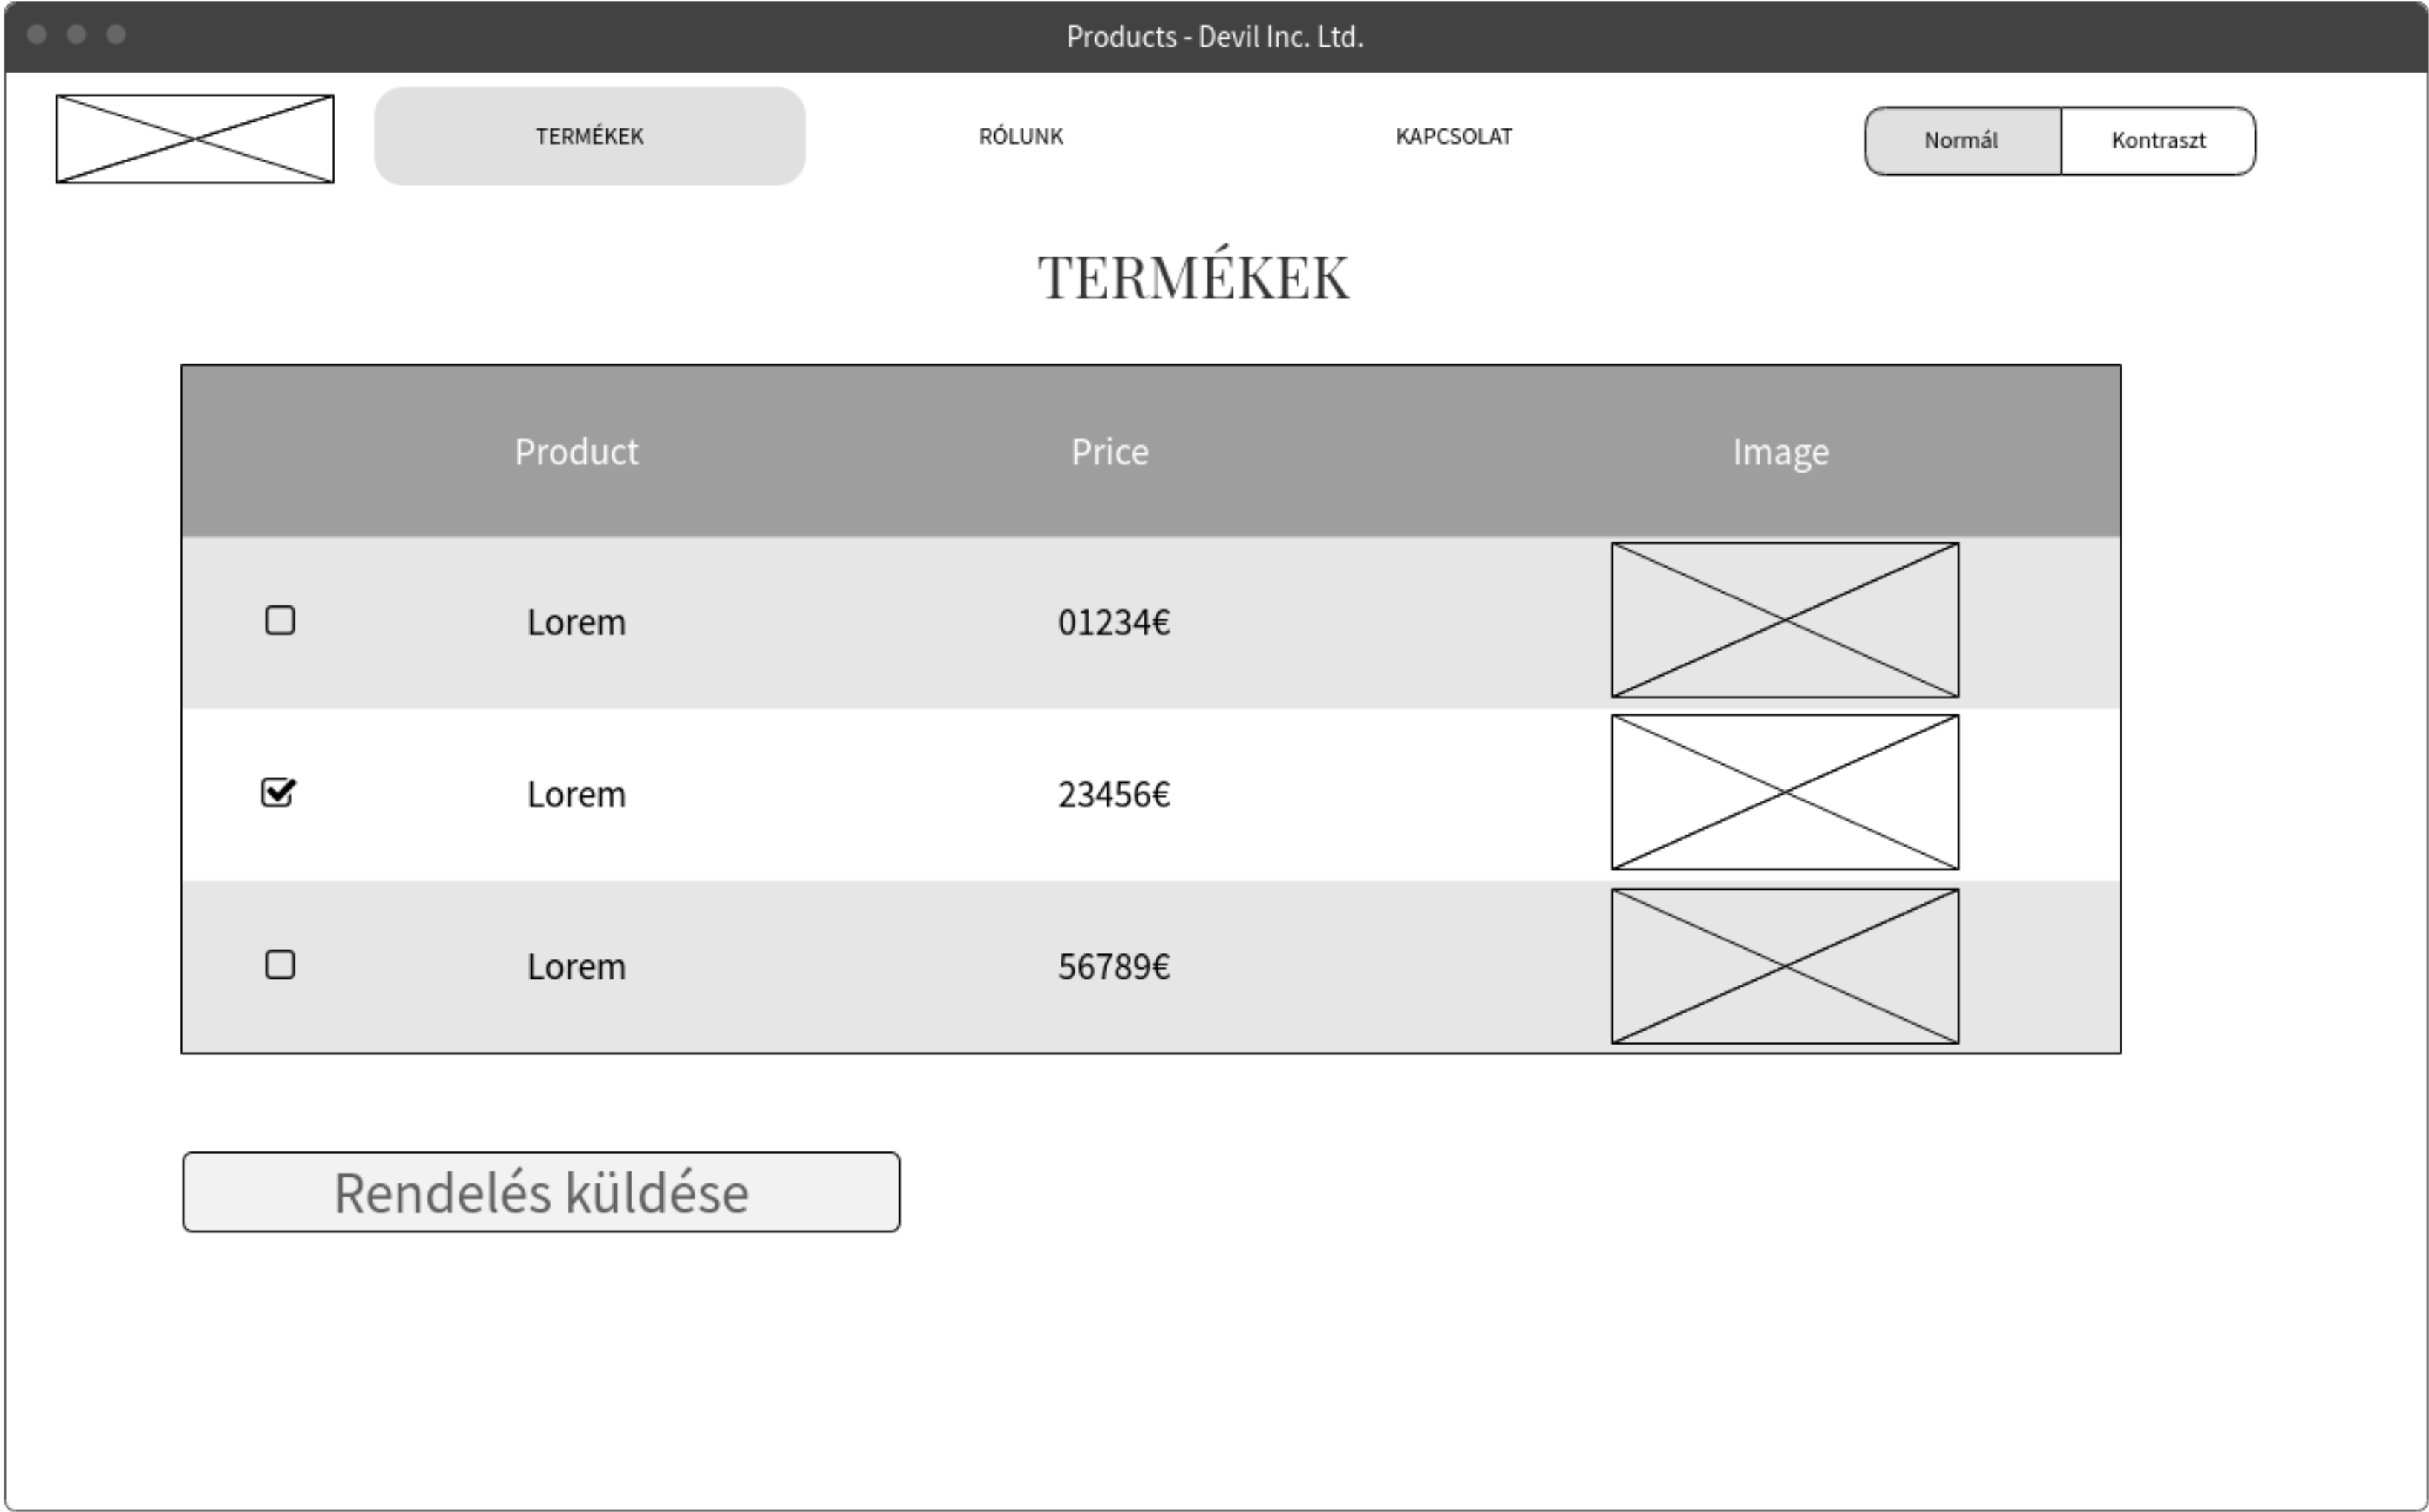 Products - Devil Inc. Ltd.
TERMÉKEK RÓLUNK KAPCSOLAT Normál Kontraszt
TERMÉKEK
Product Price Image
Lorem 01234€
Lorem 23456€
Lorem 56789€
Rendelés küldése